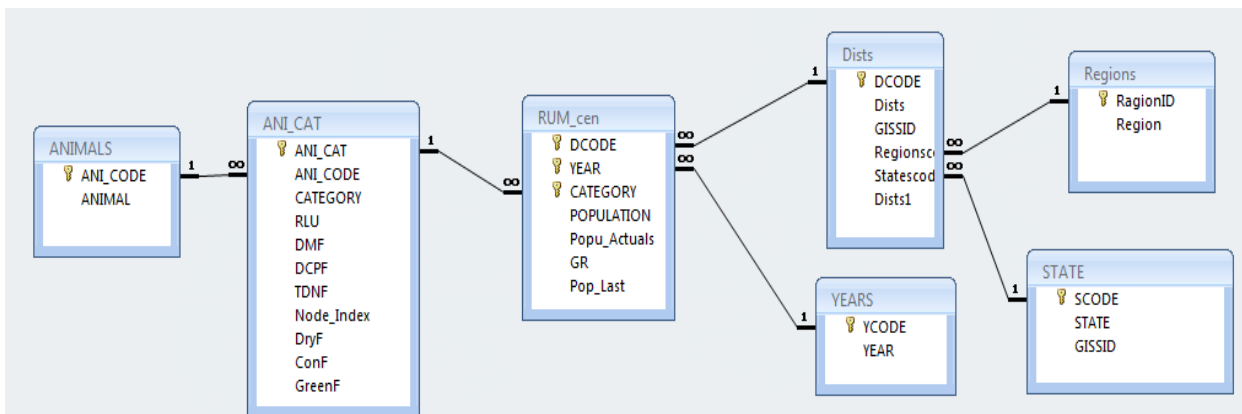 ANIMALS
ANI_CODE
ANIMAL
1
∞
ANI_CAT
ANI_CAT
ANI_CODE
CATEGORY
RLU
DMF
DCPF
TDNF
Node_Index
DryF
ConF
GreenF
1
∞
RUM_cen
DCODE
YEAR
CATEGORY
POPULATION
Popu_Actuals
GR
Pop_Last
∞
∞
1
Dists
DCODE
Dists
GISSID
Regionsco
Statescod
Dists1
∞
∞
1
Regions
RagionID
Region
1
YEARS
YCODE
YEAR
1
STATE
SCODE
STATE
GISSID